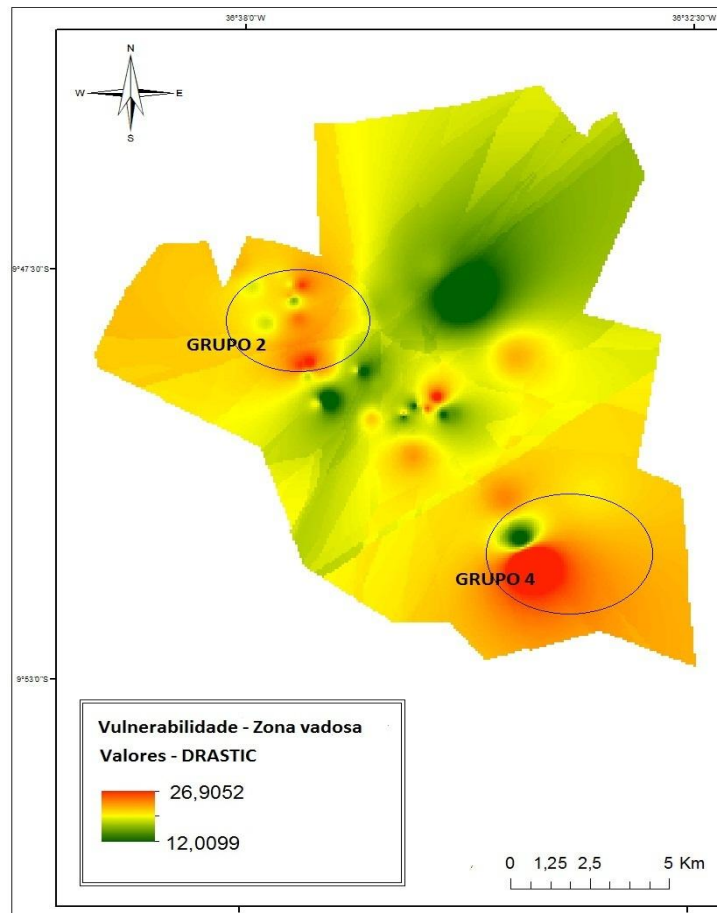 36°38'0"W
36°32'30"W
N
W
E
S
9°47'30"S
GRUPO 2
GRUPO 4
9°53'0"S
Vulnerabilidade - Zona vadosa
Valores - DRASTIC
26,9052
12,0099
0 1,25 2,5 5 Km